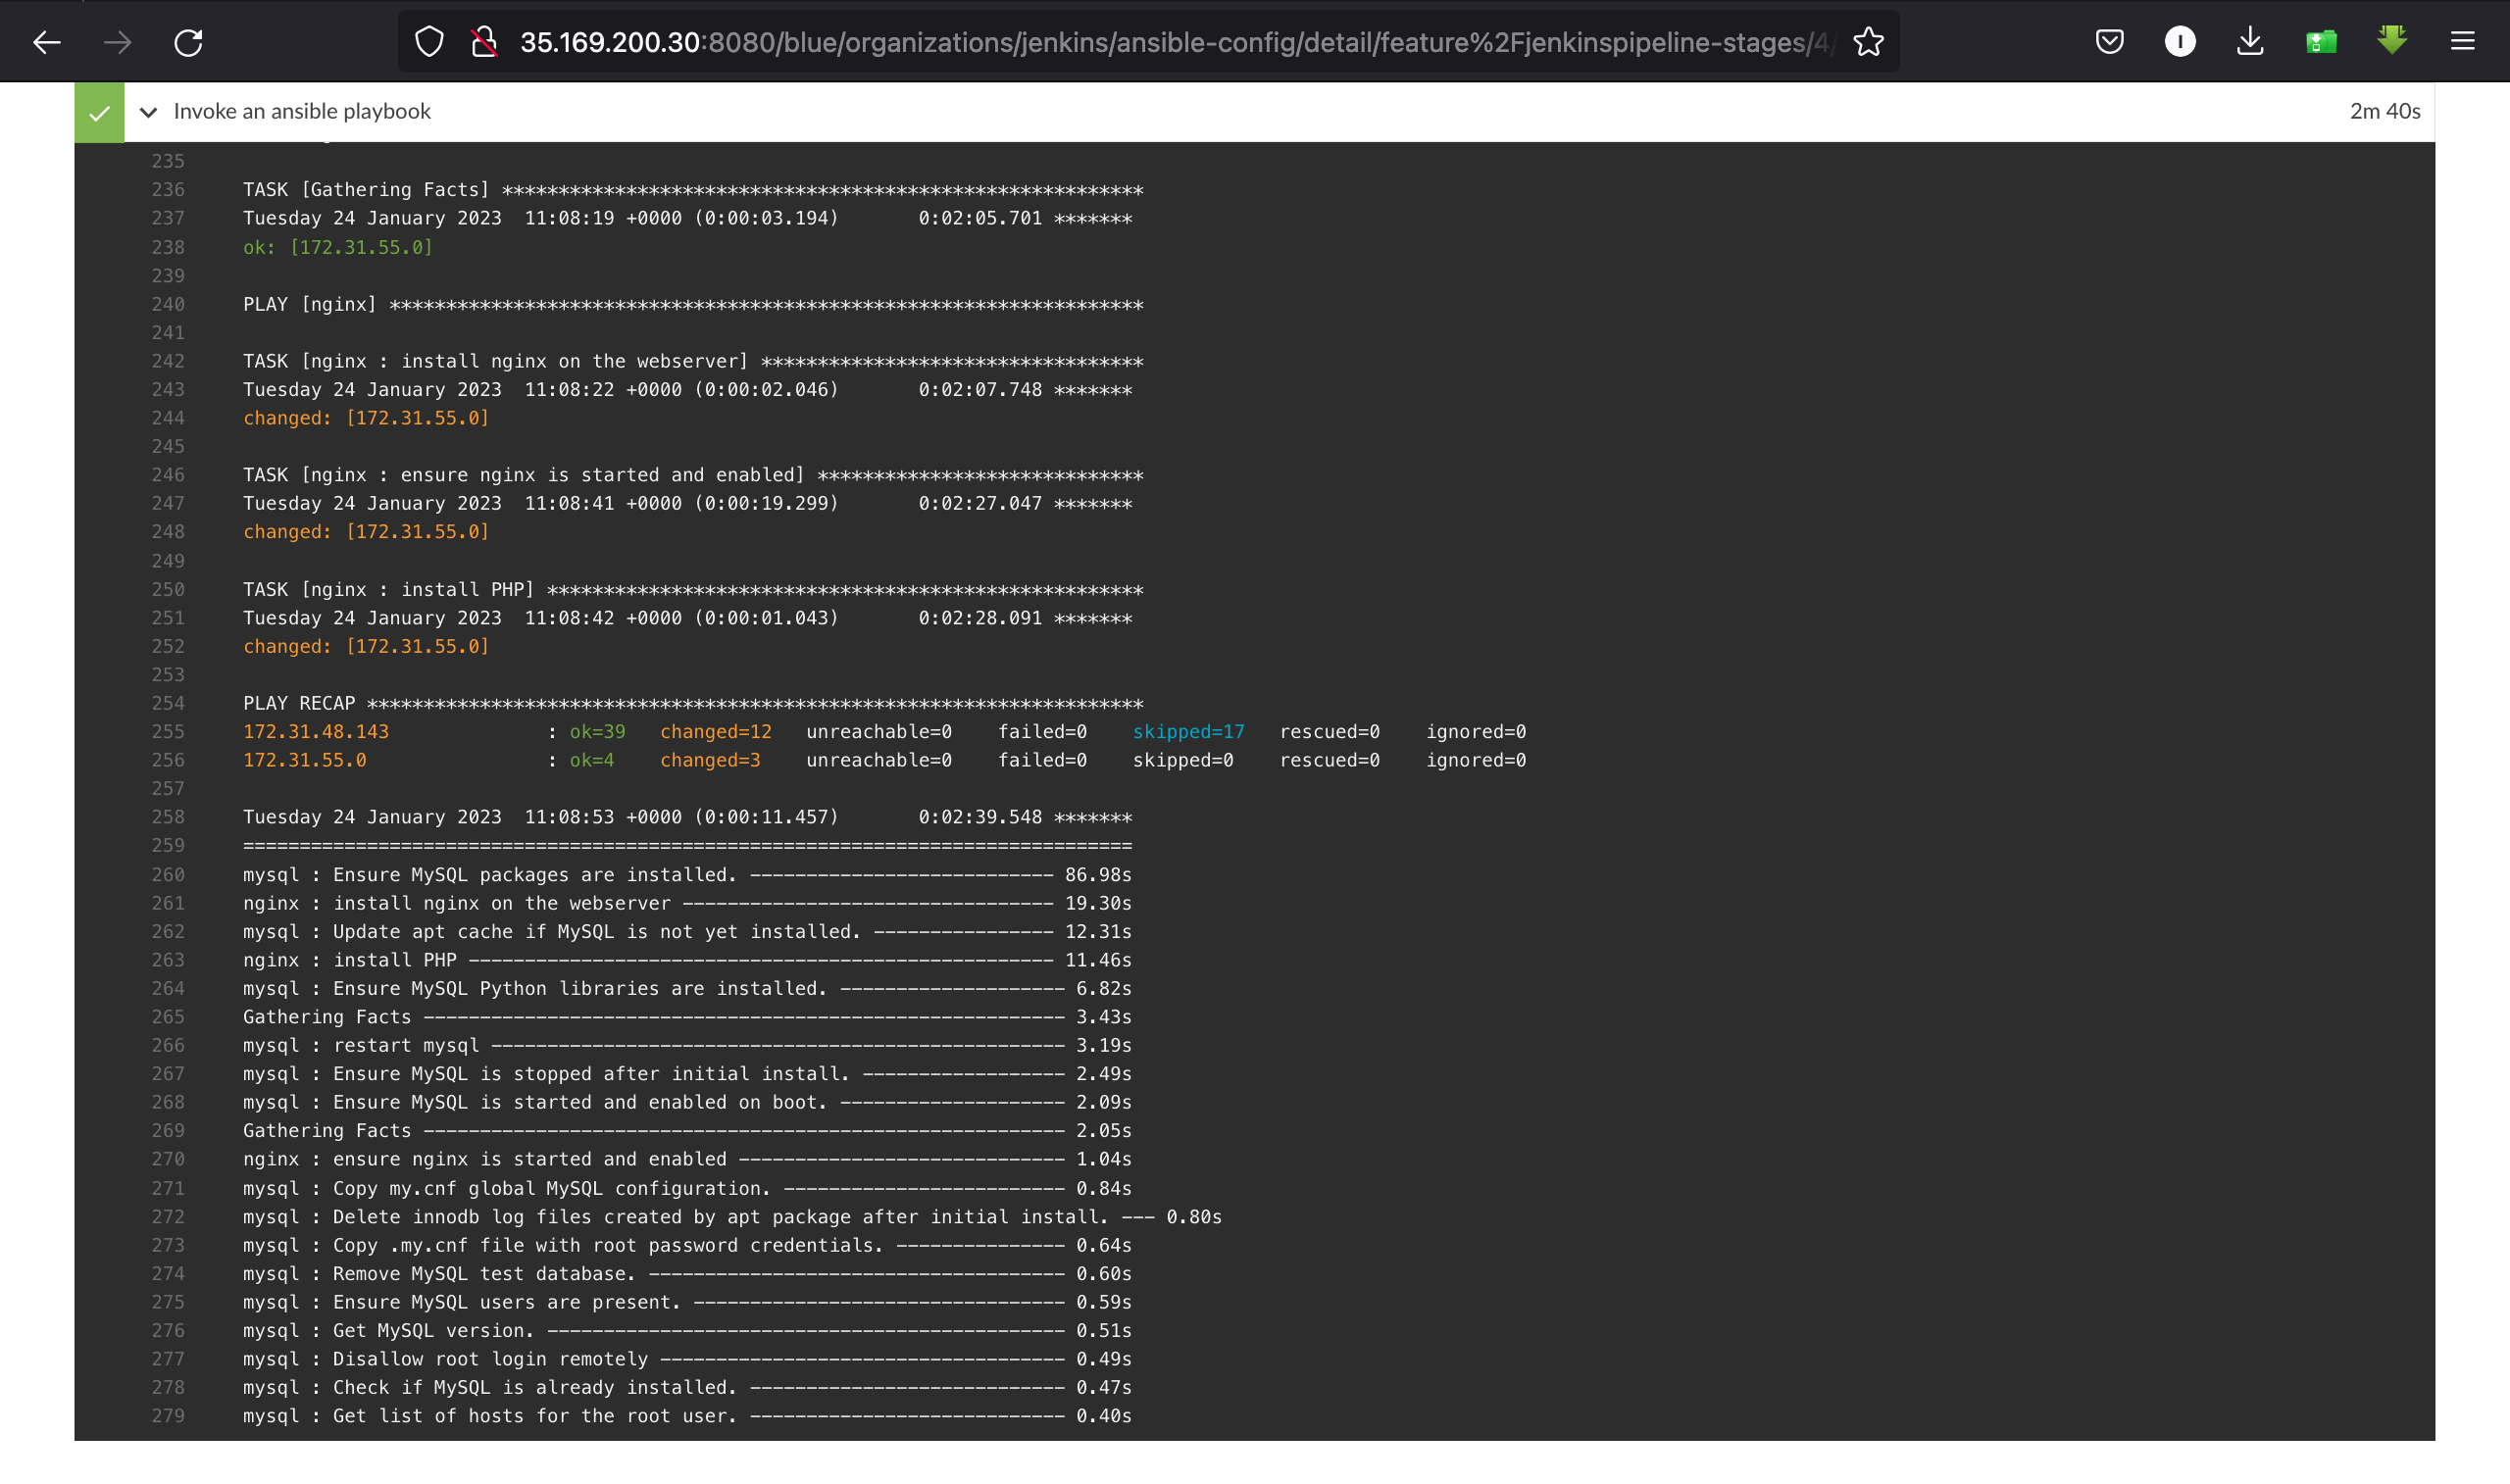 35.169.200.30:8080/blue/organizations/jenkins/ansible-config/detail/feature%2Fjenkinspipeline-stages/4/
Invoke an ansible playbook 2m 40s
235
236 TASK [Gathering Facts] *********************************************************
237 Tuesday 24 January 2023  11:08:19 +0000 (0:00:03.194)       0:02:05.701 *******
238 ok: [172.31.55.0]
239
240 PLAY [nginx] *******************************************************************
241
242 TASK [nginx : install nginx on the webserver] **********************************
243 Tuesday 24 January 2023  11:08:22 +0000 (0:00:02.046)       0:02:07.748 *******
244 changed: [172.31.55.0]
245
246 TASK [nginx : ensure nginx is started and enabled] *****************************
247 Tuesday 24 January 2023  11:08:41 +0000 (0:00:19.299)       0:02:27.047 *******
248 changed: [172.31.55.0]
249
250 TASK [nginx : install PHP] *****************************************************
251 Tuesday 24 January 2023  11:08:42 +0000 (0:00:01.043)       0:02:28.091 *******
252 changed: [172.31.55.0]
253
254 PLAY RECAP *********************************************************************
255 172.31.48.143              : ok=39   changed=12   unreachable=0    failed=0    skipped=17   rescued=0    ignored=0
256 172.31.55.0                : ok=4    changed=3    unreachable=0    failed=0    skipped=0    rescued=0    ignored=0
257
258 Tuesday 24 January 2023  11:08:53 +0000 (0:00:11.457)       0:02:39.548 *******
259 ===============================================================================
260 mysql : Ensure MySQL packages are installed. --------------------------- 86.98s
261 nginx : install nginx on the webserver --------------------------------- 19.30s
262 mysql : Update apt cache if MySQL is not yet installed. ---------------- 12.31s
263 nginx : install PHP ---------------------------------------------------- 11.46s
264 mysql : Ensure MySQL Python libraries are installed. -------------------- 6.82s
265 Gathering Facts --------------------------------------------------------- 3.43s
266 mysql : restart mysql --------------------------------------------------- 3.19s
267 mysql : Ensure MySQL is stopped after initial install. ------------------ 2.49s
268 mysql : Ensure MySQL is started and enabled on boot. -------------------- 2.09s
269 Gathering Facts --------------------------------------------------------- 2.05s
270 nginx : ensure nginx is started and enabled ----------------------------- 1.04s
271 mysql : Copy my.cnf global MySQL configuration. ------------------------- 0.84s
272 mysql : Delete innodb log files created by apt package after initial install. --- 0.80s
273 mysql : Copy .my.cnf file with root password credentials. --------------- 0.64s
274 mysql : Remove MySQL test database. ------------------------------------- 0.60s
275 mysql : Ensure MySQL users are present. --------------------------------- 0.59s
276 mysql : Get MySQL version. ---------------------------------------------- 0.51s
277 mysql : Disallow root login remotely ------------------------------------ 0.49s
278 mysql : Check if MySQL is already installed. ---------------------------- 0.47s
279 mysql : Get list of hosts for the root user. ---------------------------- 0.40s